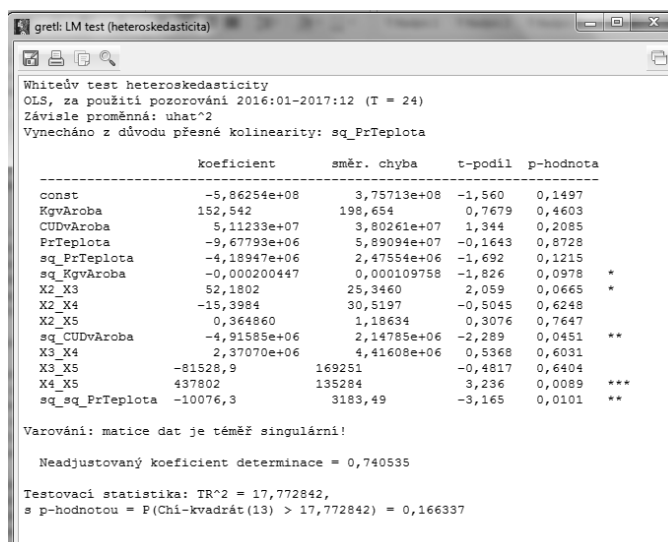 gretl: LM test (heteroskedasticita)
Whiteův test heteroskedasticity
OLS, za použití pozorování 2016:01-2017:12 (T = 24)
Závisle proměnná: uhat^2
Vynecháno z důvodu přesné kolinearity: sq_PrTeplota
koeficient směr. chyba t-podíl p-hodnota
const -5,86254e+08 3,75713e+08 -1,560 0,1497
KgvAroba 152,542 198,654 0,7679 0,4603
CUDvAroba 5,11233e+07 3,80261e+07 1,344 0,2085
PrTeplota -9,67793e+06 5,89094e+07 -0,1643 0,8728
sq_PrTeplota -4,18947e+06 2,47554e+06 -1,692 0,1215
sq_KgvAroba -0,000200447 0,000109758 -1,826 0,0978 *
X2_X3 52,1802 25,3460 2,059 0,0665 *
X2_X4 -15,3984 30,5197 -0,5045 0,6248
X2_X5 0,364860 1,18634 0,3076 0,7647
sq_CUDvAroba -4,91585e+06 2,14785e+06 -2,289 0,0451 **
X3_X4 2,37070e+06 4,41608e+06 0,5368 0,6031
X3_X5 -81528,9 169251 -0,4817 0,6404
X4_X5 437802 135284 3,236 0,0089 ***
sq_sq_PrTeplota -10076,3 3183,49 -3,165 0,0101 **
Varování: matice dat je téměř singulární!
Neadjustovaný koeficient determinace = 0,740535
Testovací statistika: TR^2 = 17,772842,
s p-hodnotou = P(Chí-kvadrát(13) > 17,772842) = 0,166337